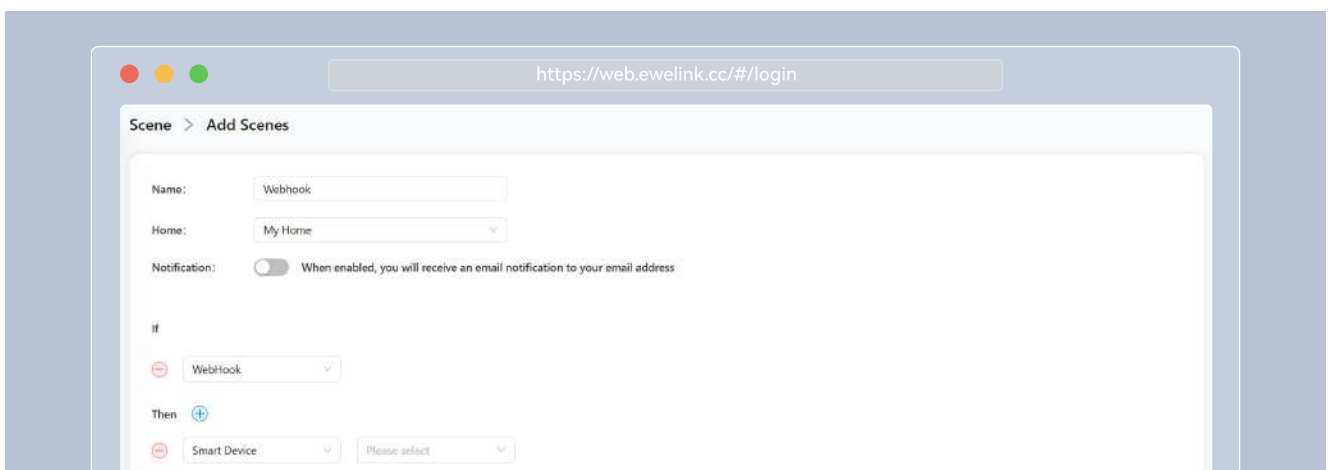 https://web.ewelink.cc/#/login
Scene > Add Scenes
Name: Webhook
Home: My Home
Notification: When enabled, you will receive an email notification to your email address
If
WebHook
Then
Smart Device Please select